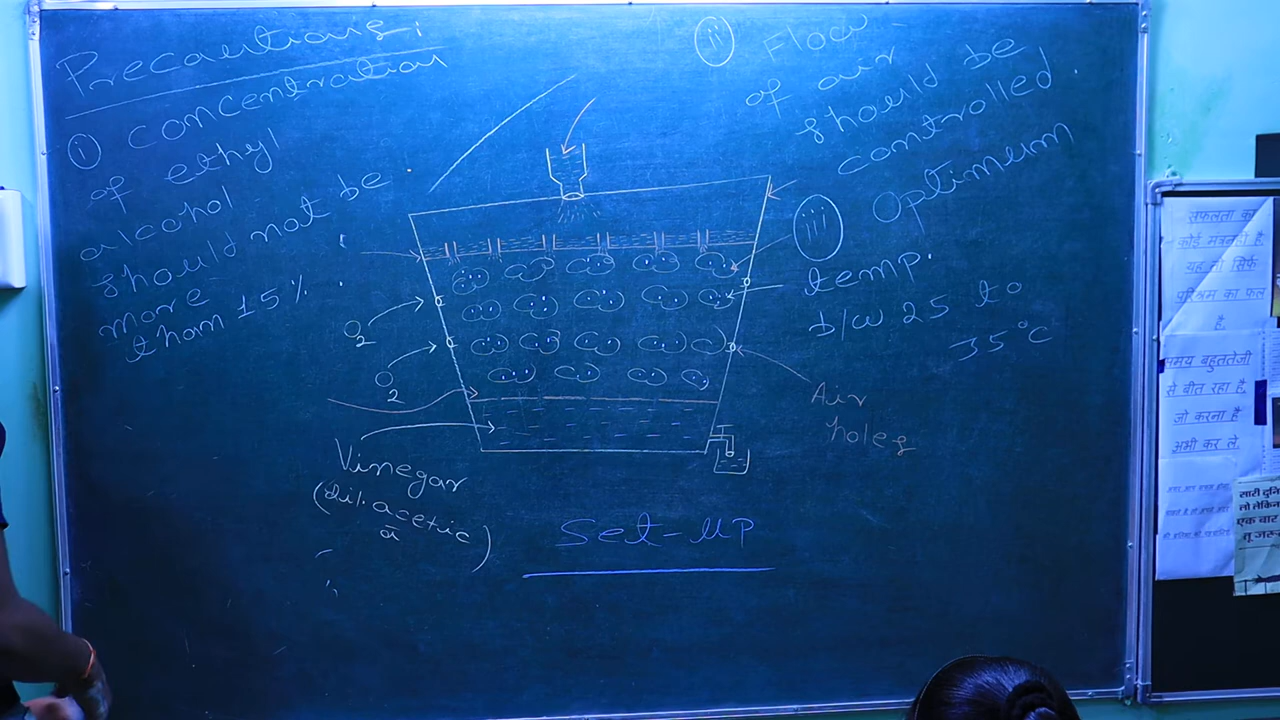 Precautions:
(i) concentration
of ethyl
alcohol
should not be
more
than 15%.
(ii) Flow
of air
should be
controlled.
(iii) Optimum
temp.
b/w 25 to
35°C
O2
O2
Air
holes
Vinegar
(dil. acetic
a)
Set-up
सफलता का
कोई मंत्र नही है.
यह तो सिर्फ
परिश्रम का फल
है.
समय बहुत तेजी
से बीत रहा है.
जो करना है
अभी कर ले.
सारी दुनि
लो लेकिन
एक बार
तू जरू